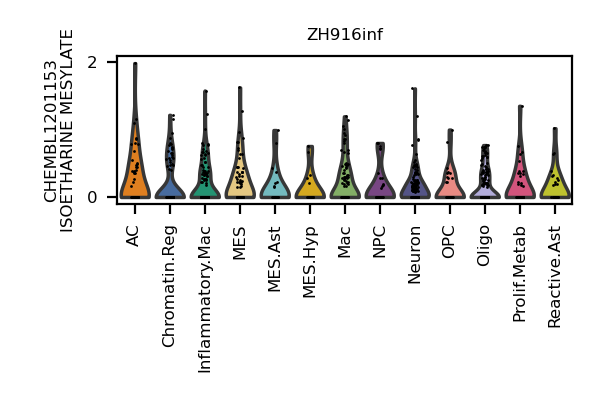 ZH916inf
CHEMBL1201153
ISOETHARINE MESYLATE
2
0
AC
Chromatin.Reg
Inflammatory.Mac
MES
MES.Ast
MES.Hyp
Mac
NPC
Neuron
OPC
Oligo
Prolif.Metab
Reactive.Ast